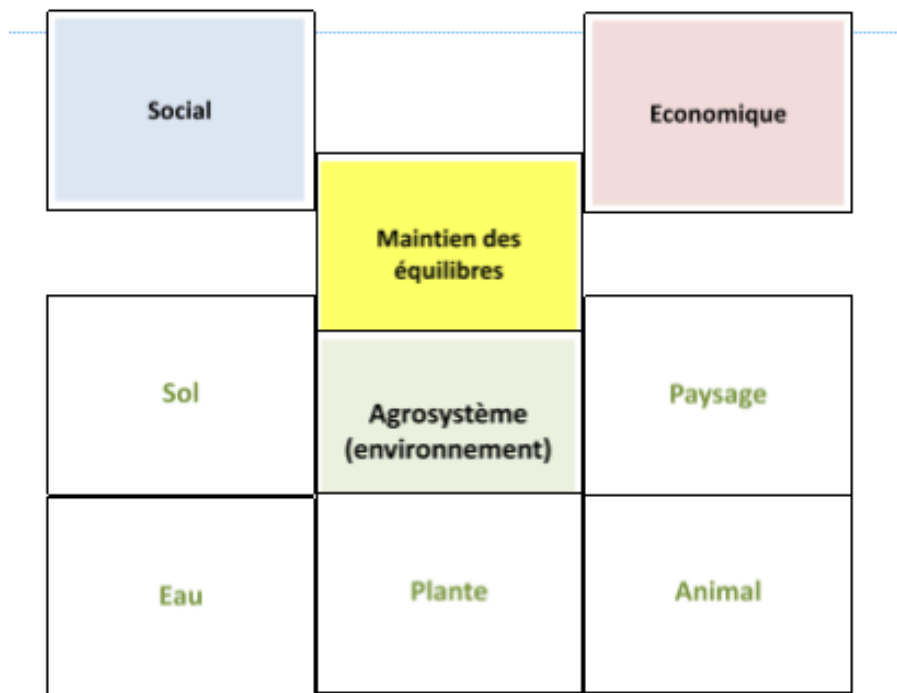 Social
Economique
Maintien des
équilibres
Sol
Agrosystème
(environnement)
Paysage
Eau
Plante
Animal